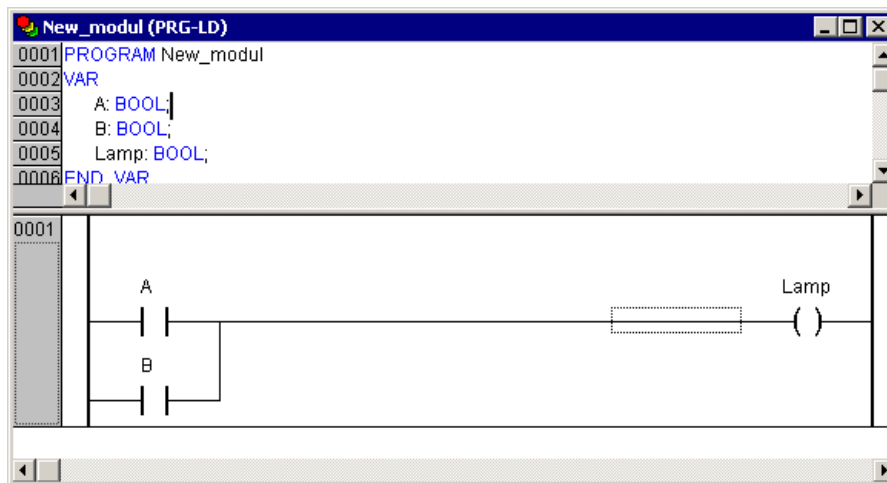 New_modul (PRG-LD)
0001 PROGRAM New_modul
0002 VAR
0003 A: BOOL;
0004 B: BOOL;
0005 Lamp: BOOL;
0006 END_VAR
0001
A Lamp
B